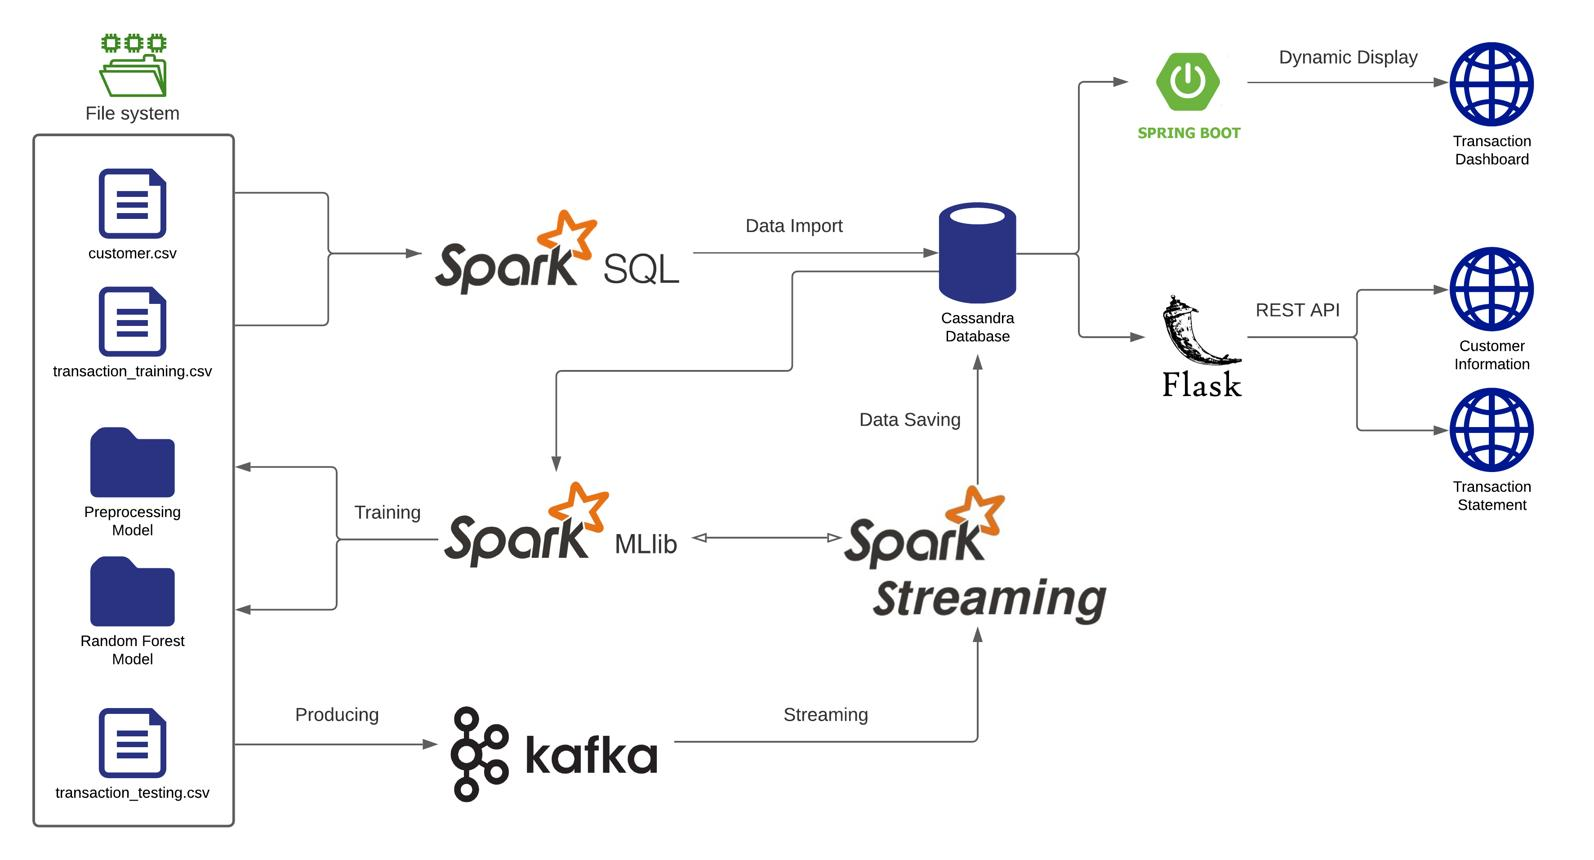 File system
customer.csv
transaction_training.csv
Preprocessing
Model
Random Forest
Model
transaction_testing.csv
Spark SQL
Data Import
Cassandra
Database
Training
Spark MLlib
Data Saving
Spark
Streaming
Producing
kafka
Streaming
SPRING BOOT
Dynamic Display
Transaction
Dashboard
Flask
REST API
Customer
Information
Transaction
Statement